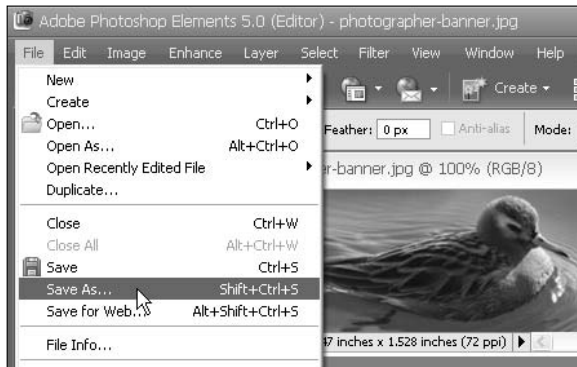 Adobe Photoshop Elements 5.0 (Editor) - photographer-banner.jpg
File Edit Image Enhance Layer Select Filter View Window Help
New
Create
Open... Ctrl+O
Open As... Alt+Ctrl+O
Open Recently Edited File
Duplicate...
Close Ctrl+W
Close All Alt+Ctrl+W
Save Ctrl+S
Save As... Shift+Ctrl+S
Save for Web... Alt+Shift+Ctrl+S
File Info...
Create
Feather: 0 px Anti-alias Mode:
er-banner.jpg @ 100% (RGB/8)
47 inches x 1.528 inches (72 ppi)